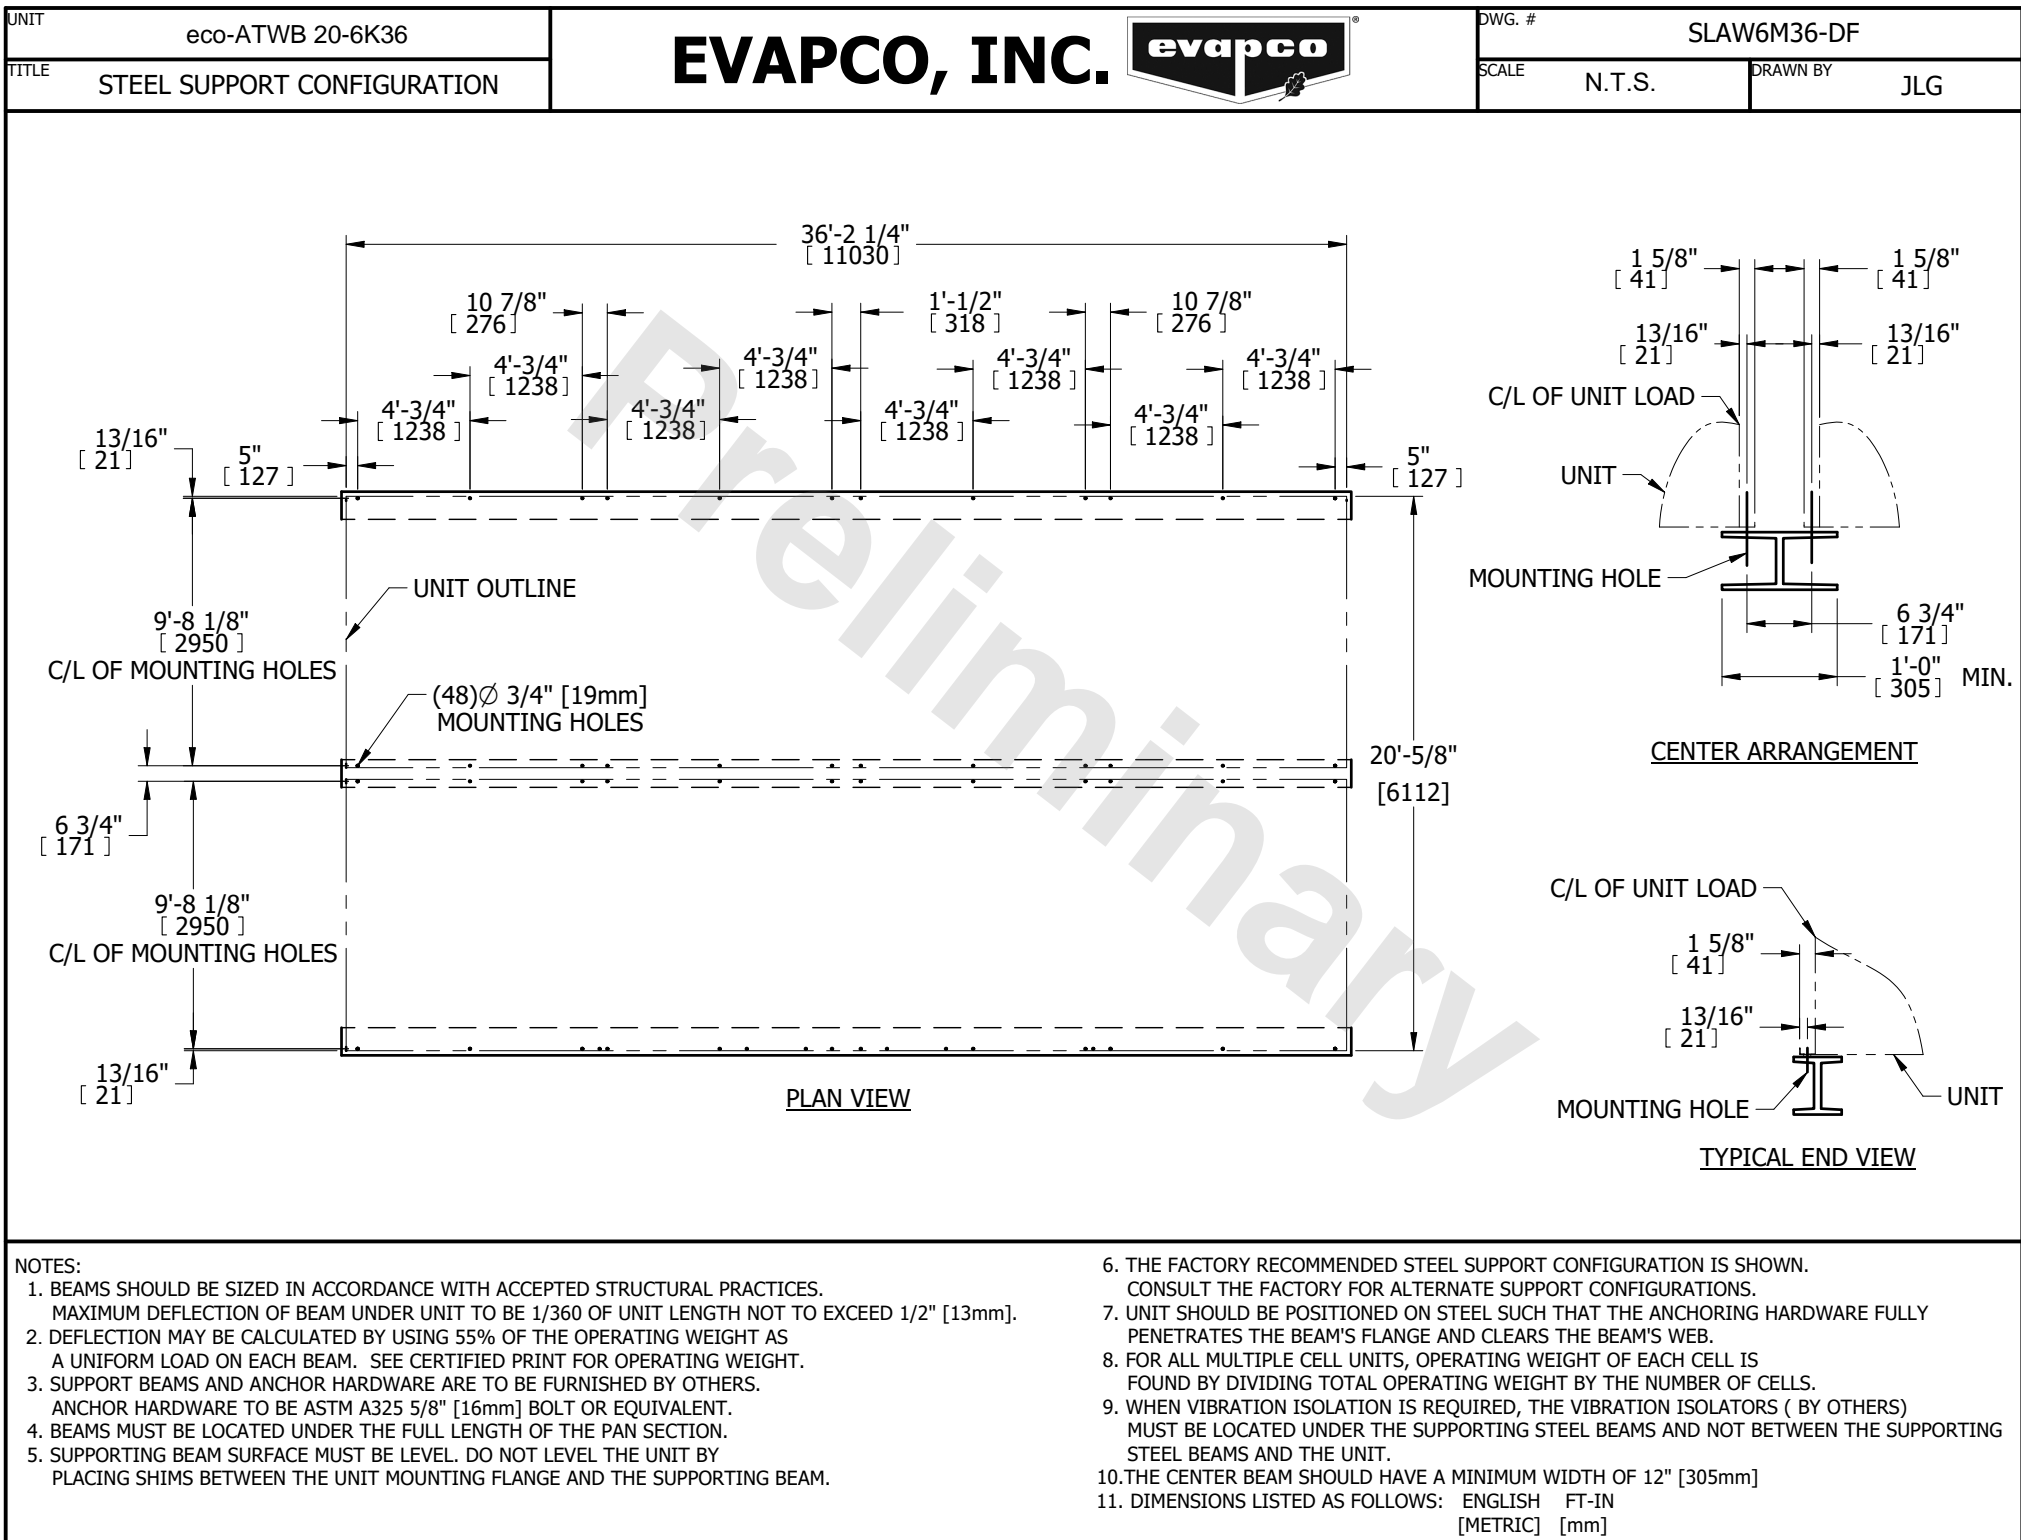 UNIT
eco-ATWB 20-6K36
TITLE
STEEL SUPPORT CONFIGURATION
EVAPCO, INC.
evapco
®
DWG. #
SLAW6M36-DF
SCALE
N.T.S.
DRAWN BY
JLG
36'-2 1/4"
[ 11030]
10 7/8"
[ 276 ]
1'-1/2"
[ 318 ]
10 7/8"
[ 276 ]
4'-3/4"
[ 1238 ]
4'-3/4"
[ 1238 ]
4'-3/4"
[ 1238 ]
4'-3/4"
[ 1238 ]
4'-3/4"
[ 1238 ]
4'-3/4"
[ 1238 ]
4'-3/4"
[ 1238 ]
4'-3/4"
[ 1238 ]
13/16"
[ 21]
5"
[ 127 ]
5"
[ 127 ]
UNIT OUTLINE
9'-8 1/8"
[ 2950 ]
C/L OF MOUNTING HOLES
(48)Ø 3/4" [19mm]
MOUNTING HOLES
20'-5/8"
[6112]
6 3/4"
[ 171 ]
9'-8 1/8"
[ 2950 ]
C/L OF MOUNTING HOLES
13/16"
[ 21]
PLAN VIEW
Preliminary
1 5/8"
[ 41]
1 5/8"
[ 41]
13/16"
[ 21]
13/16"
[ 21]
C/L OF UNIT LOAD
UNIT
MOUNTING HOLE
6 3/4"
[ 171]
1'-0"
[ 305] MIN.
CENTER ARRANGEMENT
C/L OF UNIT LOAD
1 5/8"
[ 41]
13/16"
[ 21]
MOUNTING HOLE
UNIT
TYPICAL END VIEW
NOTES:
1. BEAMS SHOULD BE SIZED IN ACCORDANCE WITH ACCEPTED STRUCTURAL PRACTICES.
MAXIMUM DEFLECTION OF BEAM UNDER UNIT TO BE 1/360 OF UNIT LENGTH NOT TO EXCEED 1/2" [13mm].
2. DEFLECTION MAY BE CALCULATED BY USING 55% OF THE OPERATING WEIGHT AS
A UNIFORM LOAD ON EACH BEAM. SEE CERTIFIED PRINT FOR OPERATING WEIGHT.
3. SUPPORT BEAMS AND ANCHOR HARDWARE ARE TO BE FURNISHED BY OTHERS.
ANCHOR HARDWARE TO BE ASTM A325 5/8" [16mm] BOLT OR EQUIVALENT.
4. BEAMS MUST BE LOCATED UNDER THE FULL LENGTH OF THE PAN SECTION.
5. SUPPORTING BEAM SURFACE MUST BE LEVEL. DO NOT LEVEL THE UNIT BY
PLACING SHIMS BETWEEN THE UNIT MOUNTING FLANGE AND THE SUPPORTING BEAM.
6. THE FACTORY RECOMMENDED STEEL SUPPORT CONFIGURATION IS SHOWN.
CONSULT THE FACTORY FOR ALTERNATE SUPPORT CONFIGURATIONS.
7. UNIT SHOULD BE POSITIONED ON STEEL SUCH THAT THE ANCHORING HARDWARE FULLY
PENETRATES THE BEAM'S FLANGE AND CLEARS THE BEAM'S WEB.
8. FOR ALL MULTIPLE CELL UNITS, OPERATING WEIGHT OF EACH CELL IS
FOUND BY DIVIDING TOTAL OPERATING WEIGHT BY THE NUMBER OF CELLS.
9. WHEN VIBRATION ISOLATION IS REQUIRED, THE VIBRATION ISOLATORS ( BY OTHERS)
MUST BE LOCATED UNDER THE SUPPORTING STEEL BEAMS AND NOT BETWEEN THE SUPPORTING
STEEL BEAMS AND THE UNIT.
10.THE CENTER BEAM SHOULD HAVE A MINIMUM WIDTH OF 12" [305mm]
11. DIMENSIONS LISTED AS FOLLOWS: ENGLISH FT-IN
[METRIC] [mm]